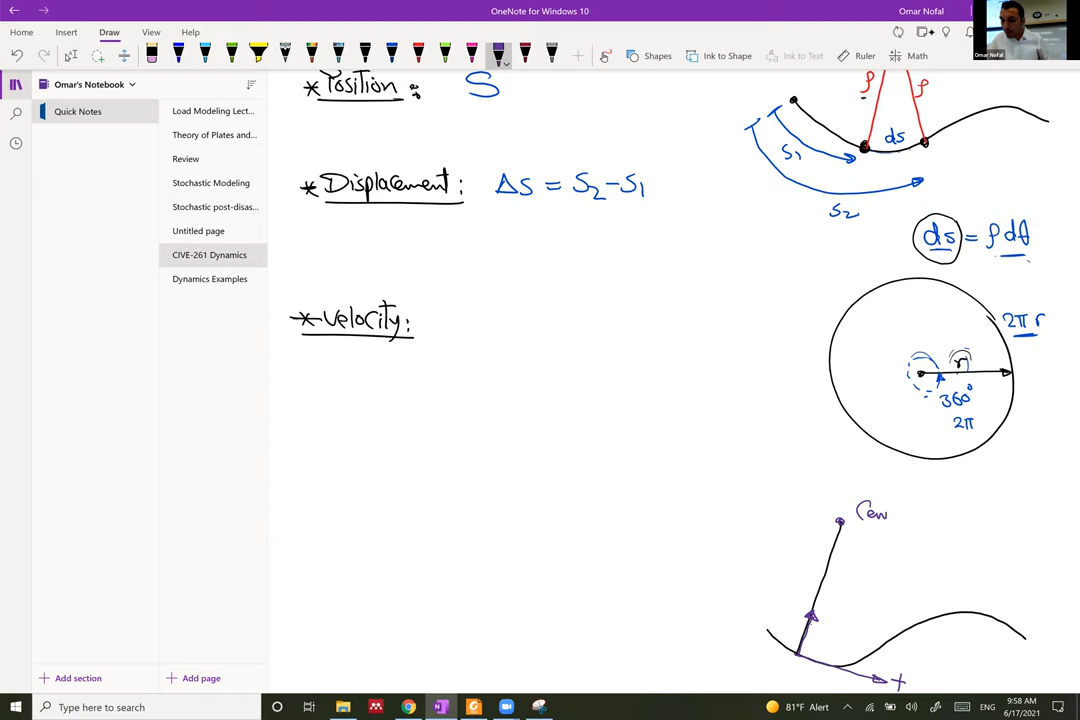 OneNote for Windows 10
Omar Nofal
Home Insert Draw View Help
Shapes Ink to Shape Ink to Text Ruler Math
Omar Nofal
Omar's Notebook
Quick Notes
Load Modeling Lect...
Theory of Plates and...
Review
Stochastic Modeling
Stochastic post-disas...
Untitled page
CIVE-261 Dynamics
Dynamics Examples
* Position : S
ρ ρ
ds
S1
S2
* Displacement : Δs = S2 - S1
ds = ρ dθ
* Velocity :
2π r
r
360°
2π
Cen
t
Add section
Add page
Type here to search
81°F Alert
ENG
9:58 AM
6/17/2021